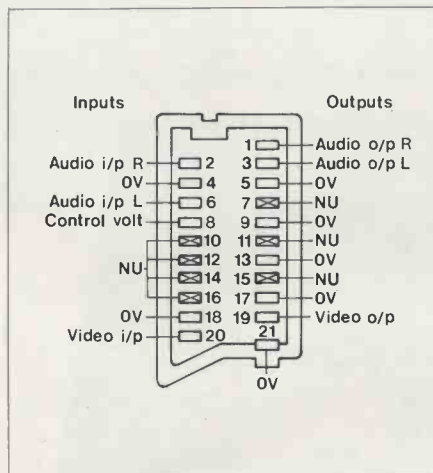 Inputs Outputs
1 Audio o/p R
Audio i/p R 2 3 Audio o/p L
0V 4 5 0V
Audio i/p L 6 7 NU
Control volt 8 9 0V
10 11 NU
12 13 0V
NU
14 15 NU
16 17 0V
0V 18 19 Video o/p
Video i/p 20 21
0V